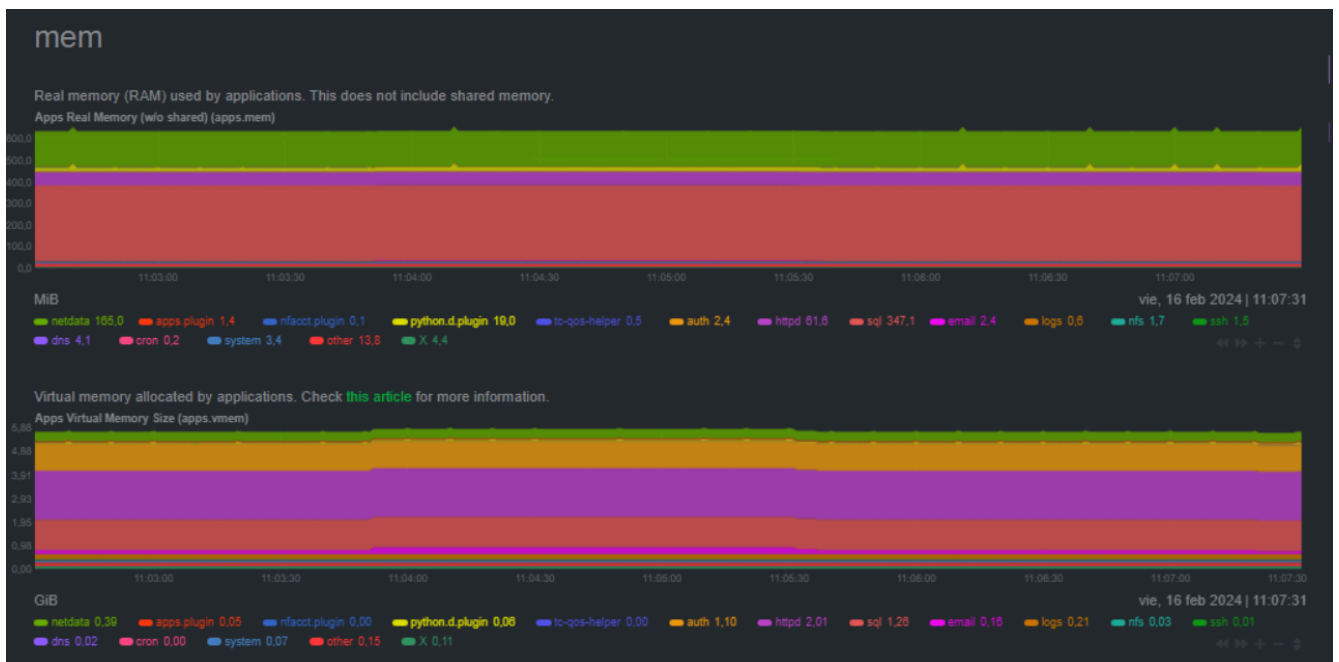 mem
Real memory (RAM) used by applications. This does not include shared memory.
Apps Real Memory (w/o shared) (apps.mem)
600,0
500,0
400,0
300,0
200,0
100,0
0,0
11:03:00 11:03:30 11:04:00 11:04:30 11:05:00 11:05:30 11:06:00 11:06:30 11:07:00
MiB vie, 16 feb 2024 | 11:07:31
netdata 165,0 apps.plugin 1,4 nfacct.plugin 0,1 python.d.plugin 19,0 tc-qos-helper 0,5 auth 2,4 httpd 61,6 sql 347,1 email 2,4 logs 0,6 nfs 1,7 ssh 1,5
dns 4,1 cron 0,2 system 3,4 other 13,8 X 4,4
Virtual memory allocated by applications. Check this article for more information.
Apps Virtual Memory Size (apps.vmem)
5,86
4,88
3,91
2,93
1,95
0,98
0,00
11:03:00 11:03:30 11:04:00 11:04:30 11:05:00 11:05:30 11:06:00 11:06:30 11:07:00 11:07:30
GiB vie, 16 feb 2024 | 11:07:31
netdata 0,39 apps.plugin 0,05 nfacct.plugin 0,00 python.d.plugin 0,06 tc-qos-helper 0,00 auth 1,10 httpd 2,01 sql 1,26 email 0,16 logs 0,21 nfs 0,03 ssh 0,01
dns 0,02 cron 0,00 system 0,07 other 0,15 X 0,11